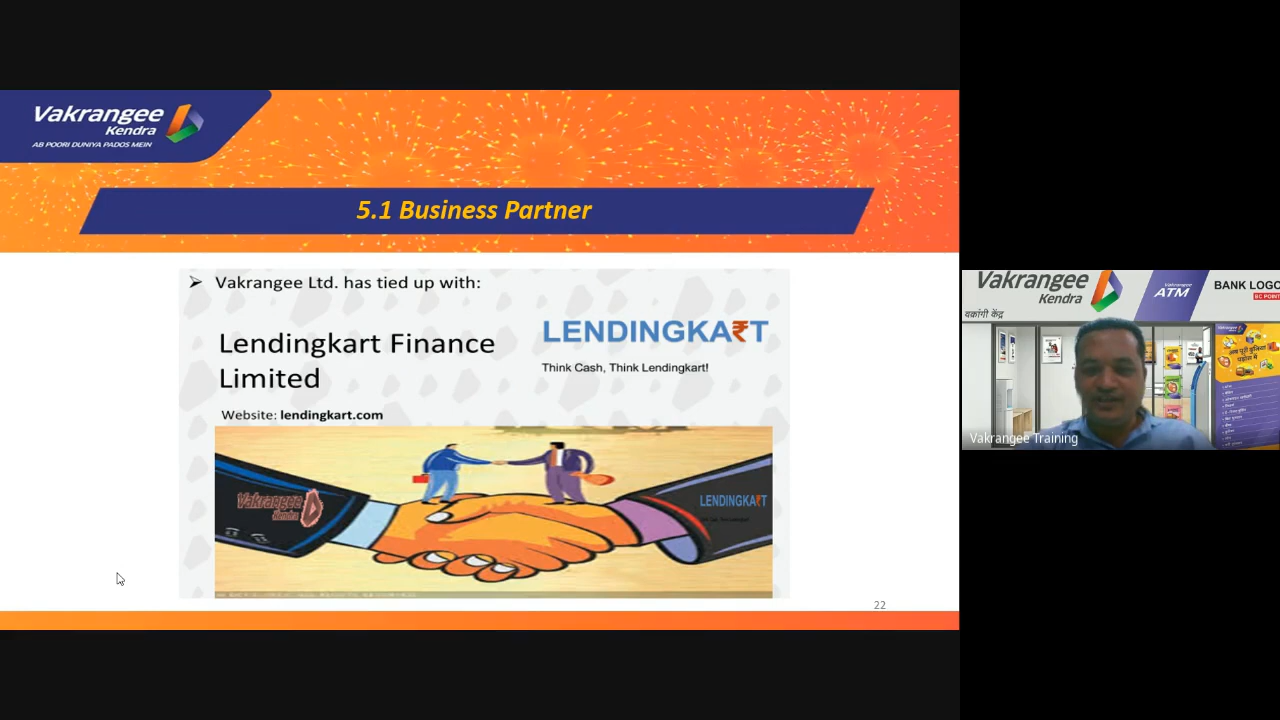 Vakrangee
Kendra
AB POORI DUNIYA PADOS MEIN
5.1 Business Partner
Vakrangee Ltd. has tied up with:
Lendingkart Finance
Limited
LENDINGKA₹T
Think Cash, Think Lendingkart!
Website: lendingkart.com
Vakrangee
Kendra
LENDINGKA₹T
22
Vakrangee
Kendra
वक्रांगी केंद्र
Vakrangee
ATM
BANK LOGO
BC POINT
अब पूरी दुनिया
पड़ोस में
Vakrangee Training